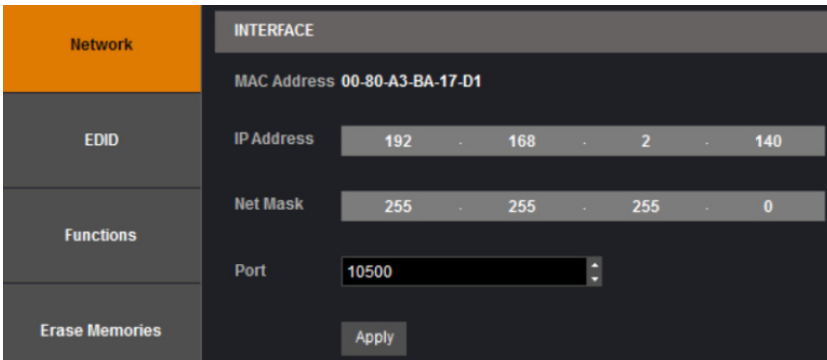 Network
EDID
Functions
Erase Memories
INTERFACE
MAC Address 00-80-A3-BA-17-D1
IP Address 192 . 168 . 2 . 140
Net Mask 255 . 255 . 255 . 0
Port 10500
Apply